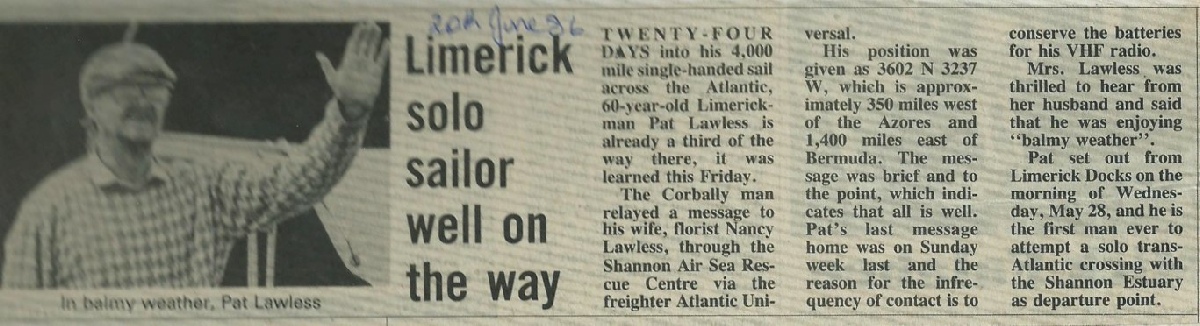 20th June 86
Limerick
solo
sailor
well on
the way
In balmy weather, Pat Lawless
TWENTY-FOUR
DAYS into his 4,000
mile single-handed sail
across the Atlantic,
60-year-old Limerick-
man Pat Lawless is
already a third of the
way there, it was
learned this Friday.
The Corbally man
relayed a message to
his wife, florist Nancy
Lawless, through the
Shannon Air Sea Res-
cue Centre via the
freighter Atlantic Uni-
versal.
His position was
given as 3602 N 3237
W, which is approx-
imately 350 miles west
of the Azores and
1,400 miles east of
Bermuda. The mes-
sage was brief and to
the point, which indi-
cates that all is well.
Pat's last message
home was on Sunday
week last and the
reason for the infre-
quency of contact is to
conserve the batteries
for his VHF radio.
Mrs. Lawless was
thrilled to hear from
her husband and said
that he was enjoying
"balmy weather".
Pat set out from
Limerick Docks on the
morning of Wednes-
day, May 28, and he is
the first man ever to
attempt a solo trans-
Atlantic crossing with
the Shannon Estuary
as departure point.